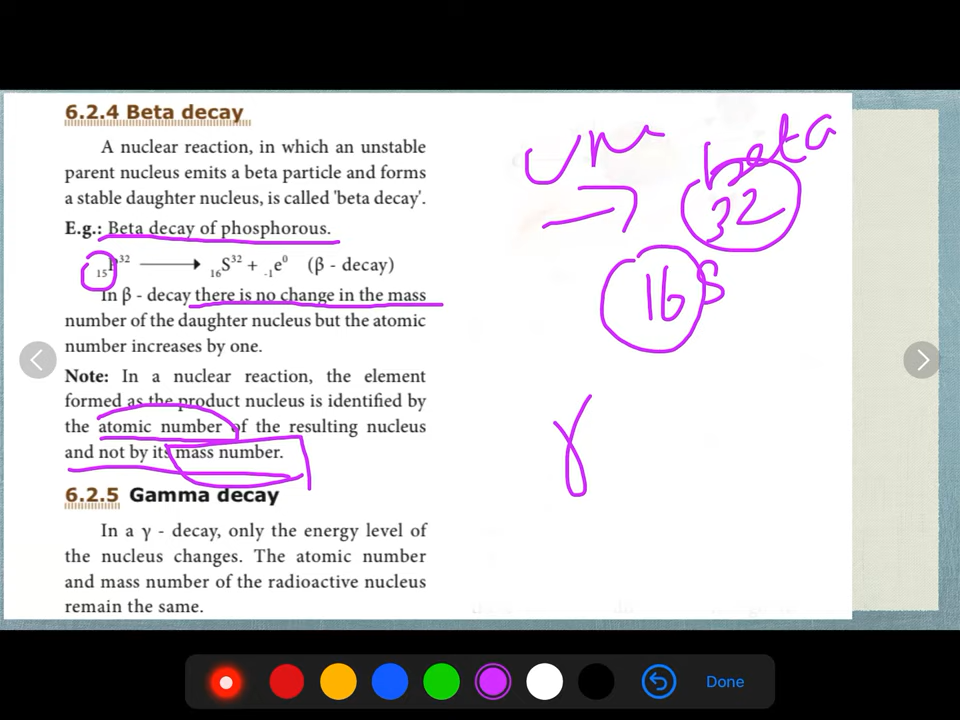 6.2.4 Beta decay
A nuclear reaction, in which an unstable
parent nucleus emits a beta particle and forms
a stable daughter nucleus, is called 'beta decay'.
E.g.: Beta decay of phosphorous.
₁₅P³² ⟶ ₁₆S³² + ₋₁e⁰ (β - decay)
In β - decay there is no change in the mass
number of the daughter nucleus but the atomic
number increases by one.
Note: In a nuclear reaction, the element
formed as the product nucleus is identified by
the atomic number of the resulting nucleus
and not by its mass number.
6.2.5 Gamma decay
In a γ - decay, only the energy level of
the nucleus changes. The atomic number
and mass number of the radioactive nucleus
remain the same.
beta
→ 32
16 S
γ
Done